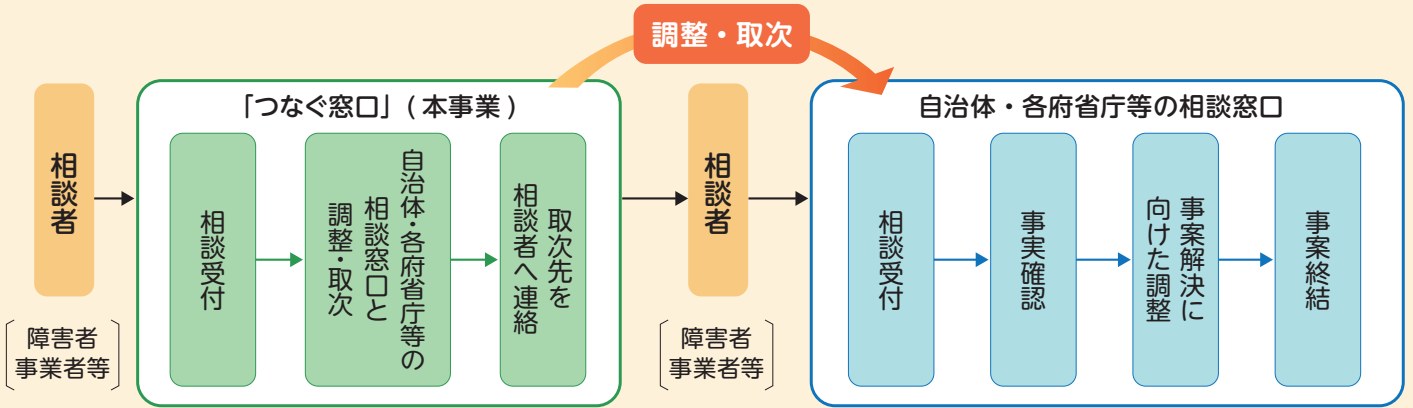 調整・取次
相談者
障害者
事業者等
「つなぐ窓口」(本事業)
相談受付
自治体・各府省庁等の
相談窓口と
調整・取次
取次先を
相談者へ連絡
相談者
障害者
事業者等
自治体・各府省庁等の相談窓口
相談受付
事実確認
事案解決に
向けた調整
事案終結